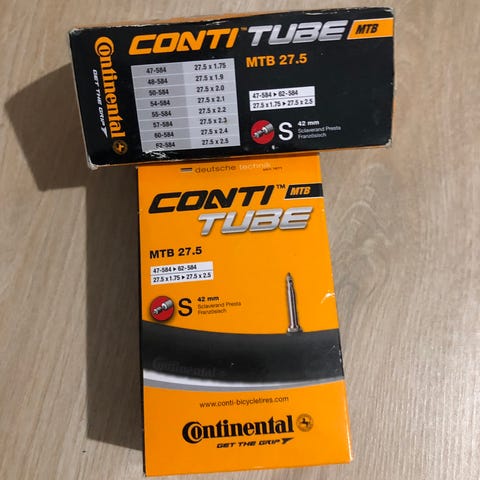 CONTI™ TUBE MTB
Continental
GET THE GRIP
MTB 27.5
47-584 27.5 x 1.75
48-584 27.5 x 1.9
50-584 27.5 x 2.0
54-584 27.5 x 2.1
55-584 27.5 x 2.2
57-584 27.5 x 2.3
60-584 27.5 x 2.4
62-584 27.5 x 2.5
47-584 ▸ 62-584
27.5 x 1.75 ▸ 27.5 x 2.5
S 42 mm
Sclaverand Presta
Französisch
deutsche technik since 1871
CONTI™ MTB
TUBE
MTB 27.5
47-584 ▸ 62-584
27.5 x 1.75 ▸ 27.5 x 2.5
S 42 mm
Sclaverand Presta
Französisch
www.conti-bicycletires.com
Continental
GET THE GRIP